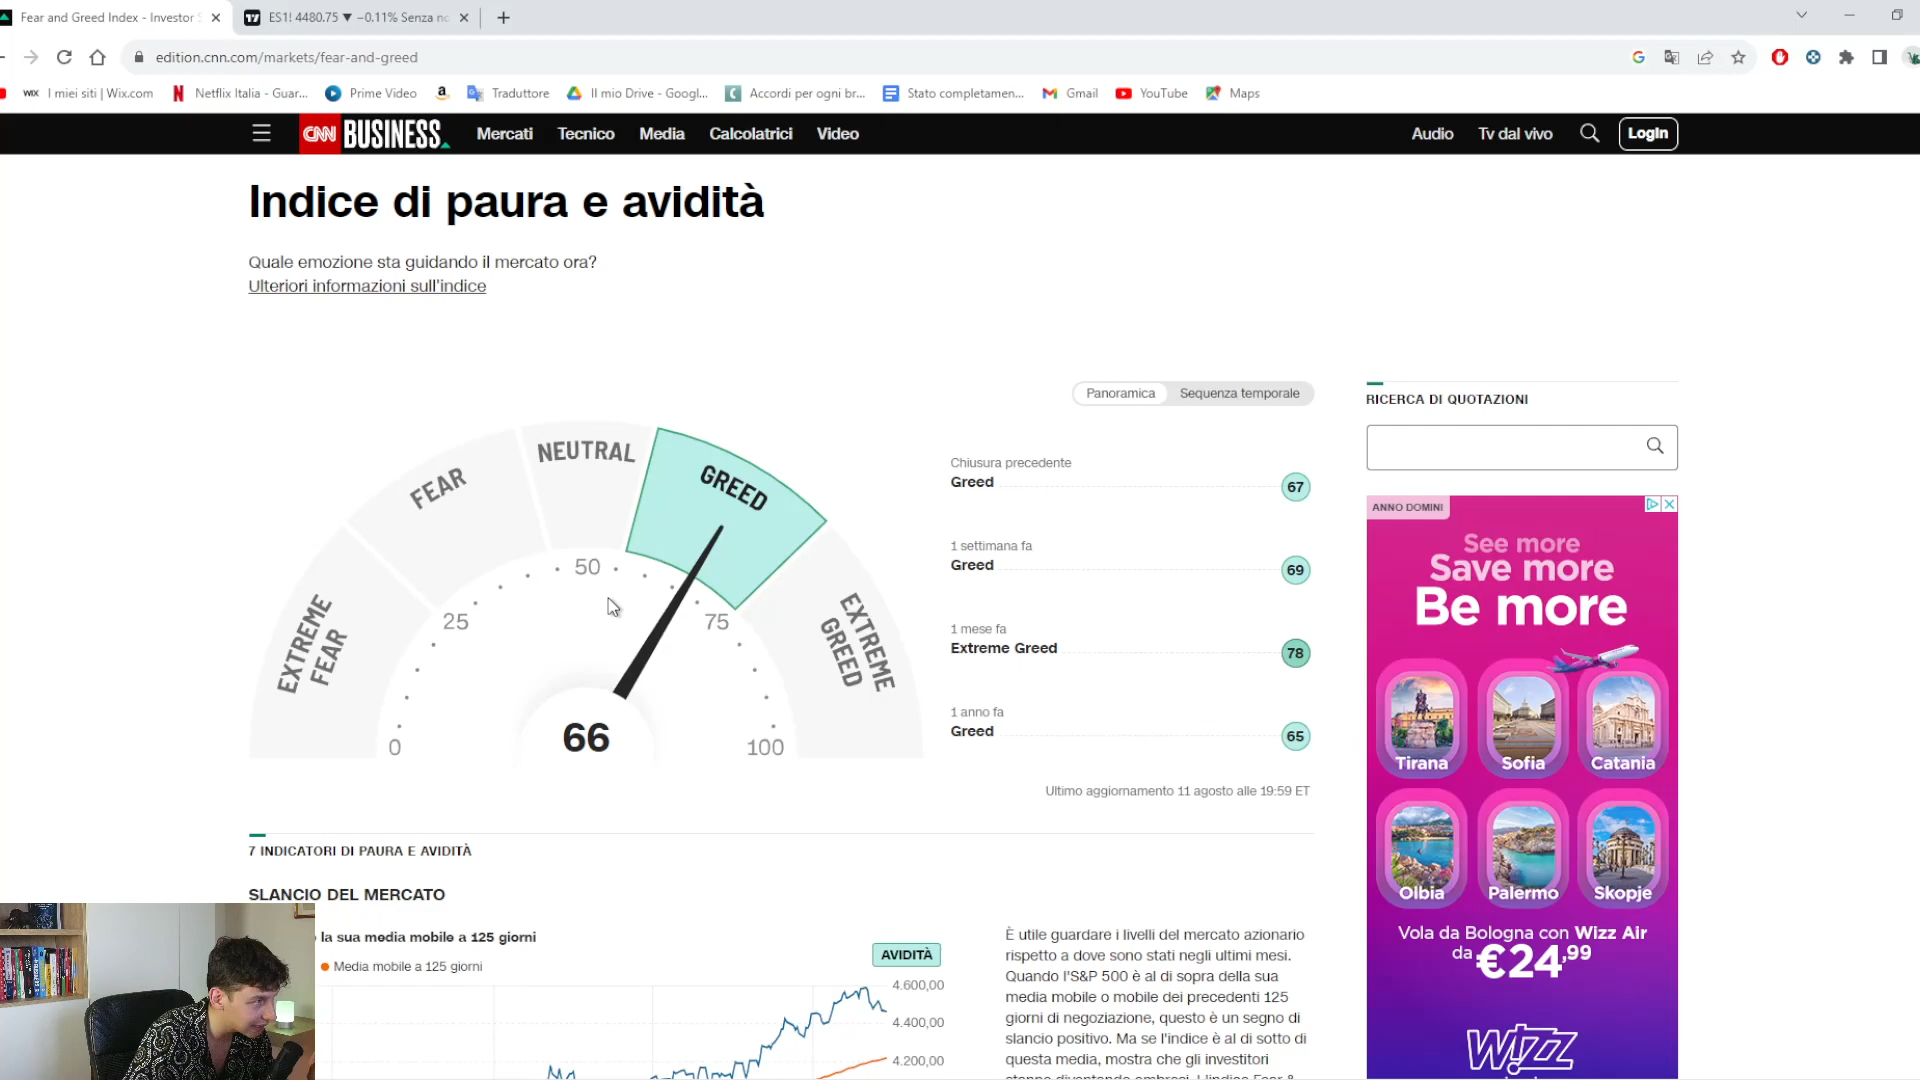 Fear and Greed Index - Investor S
ES1! 4480.75 ▼ −0.11% Senza no
edition.cnn.com/markets/fear-and-greed
WIX I miei siti | Wix.com
Netflix Italia - Guar...
Prime Video
Traduttore
Il mio Drive - Googl...
Accordi per ogni br...
Stato completamen...
Gmail
YouTube
Maps
CNN BUSINESS
Mercati
Tecnico
Media
Calcolatrici
Video
Audio
Tv dal vivo
LogIn
Indice di paura e avidità
Quale emozione sta guidando il mercato ora?
Ulteriori informazioni sull'indice
Panoramica
Sequenza temporale
EXTREME
FEAR
FEAR
NEUTRAL
GREED
EXTREME
GREED
0
25
50
75
100
66
Chiusura precedente
Greed
67
1 settimana fa
Greed
69
1 mese fa
Extreme Greed
78
1 anno fa
Greed
65
Ultimo aggiornamento 11 agosto alle 19:59 ET
RICERCA DI QUOTAZIONI
ANNO DOMINI
See more
Save more
Be more
Tirana
Sofia
Catania
Olbia
Palermo
Skopje
Vola da Bologna con Wizz Air
da €24,99
WIZZ
7 INDICATORI DI PAURA E AVIDITÀ
SLANCIO DEL MERCATO
la sua media mobile a 125 giorni
Media mobile a 125 giorni
AVIDITÀ
4.600,00
4.400,00
4.200,00
È utile guardare i livelli del mercato azionario
rispetto a dove sono stati negli ultimi mesi.
Quando l'S&P 500 è al di sopra della sua
media mobile o mobile dei precedenti 125
giorni di negoziazione, questo è un segno di
slancio positivo. Ma se l'indice è al di sotto di
questa media, mostra che gli investitori